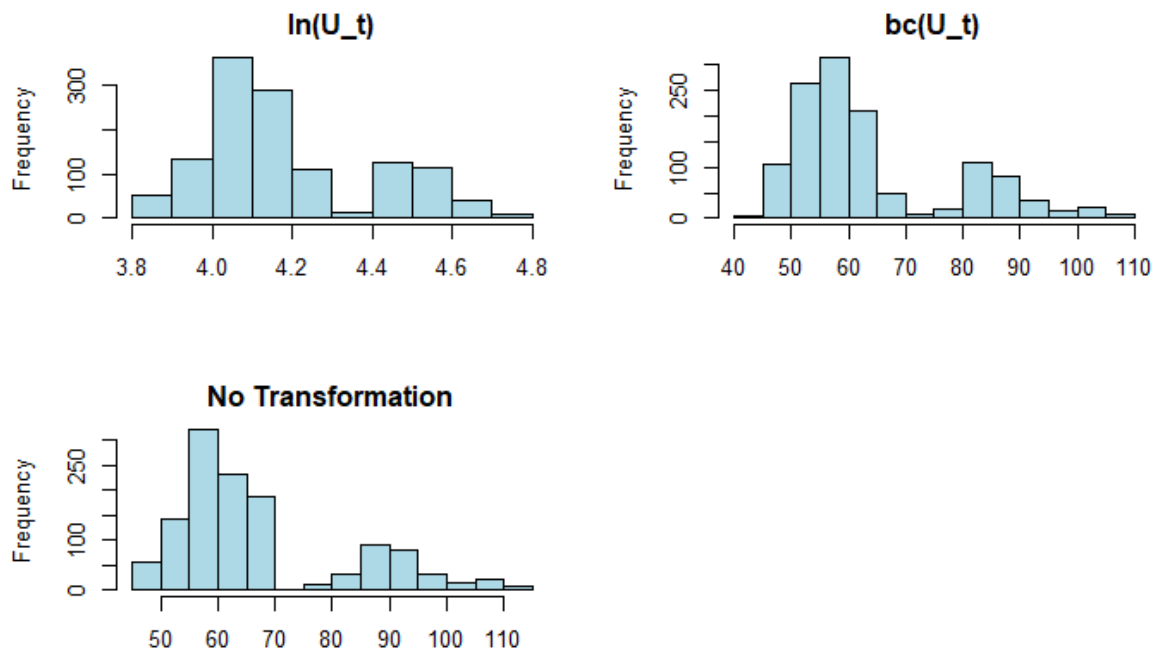 ln(U_t)
Frequency
0 100 300
3.8 4.0 4.2 4.4 4.6 4.8
bc(U_t)
Frequency
0 100 250
40 50 60 70 80 90 100 110
No Transformation
Frequency
0 100 250
50 60 70 80 90 100 110